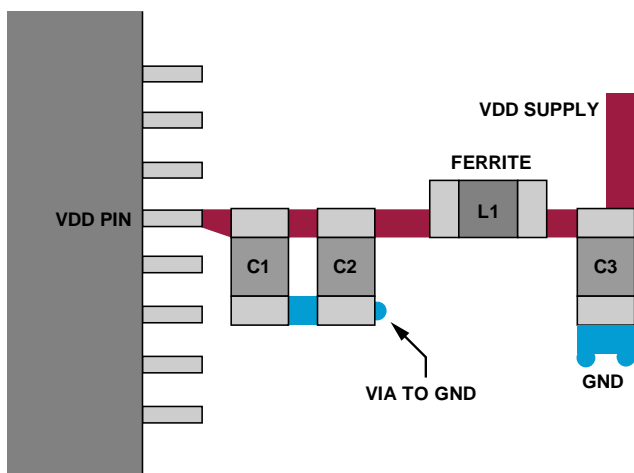 VDD SUPPLY
FERRITE
L1
VDD PIN
C1
C2
C3
VIA TO GND
GND